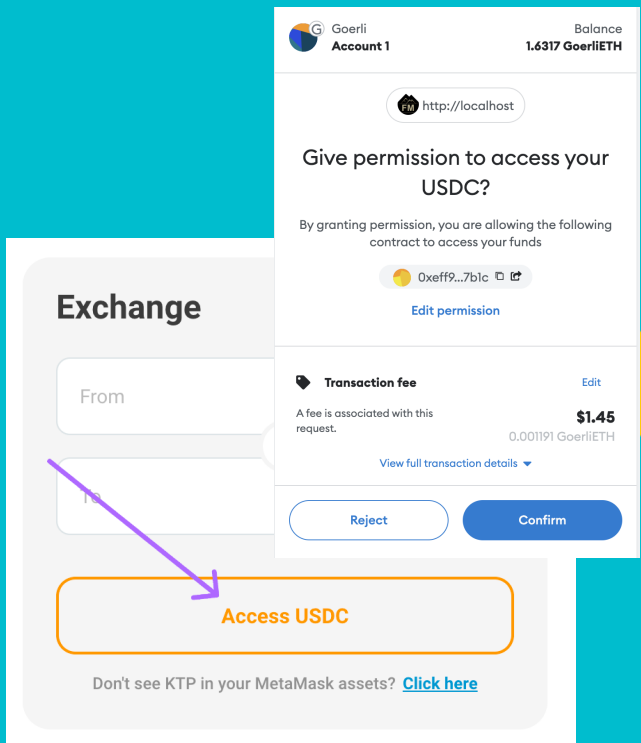 G Goerli
Account 1
Balance
1.6317 GoerliETH
FM http://localhost
Give permission to access your
USDC?
By granting permission, you are allowing the following
contract to access your funds
0xeff9...7b1c
Edit permission
Transaction fee
Edit
A fee is associated with this
request.
$1.45
0.001191 GoerliETH
View full transaction details
Reject
Confirm
Exchange
From
To
Access USDC
Don't see KTP in your MetaMask assets? Click here